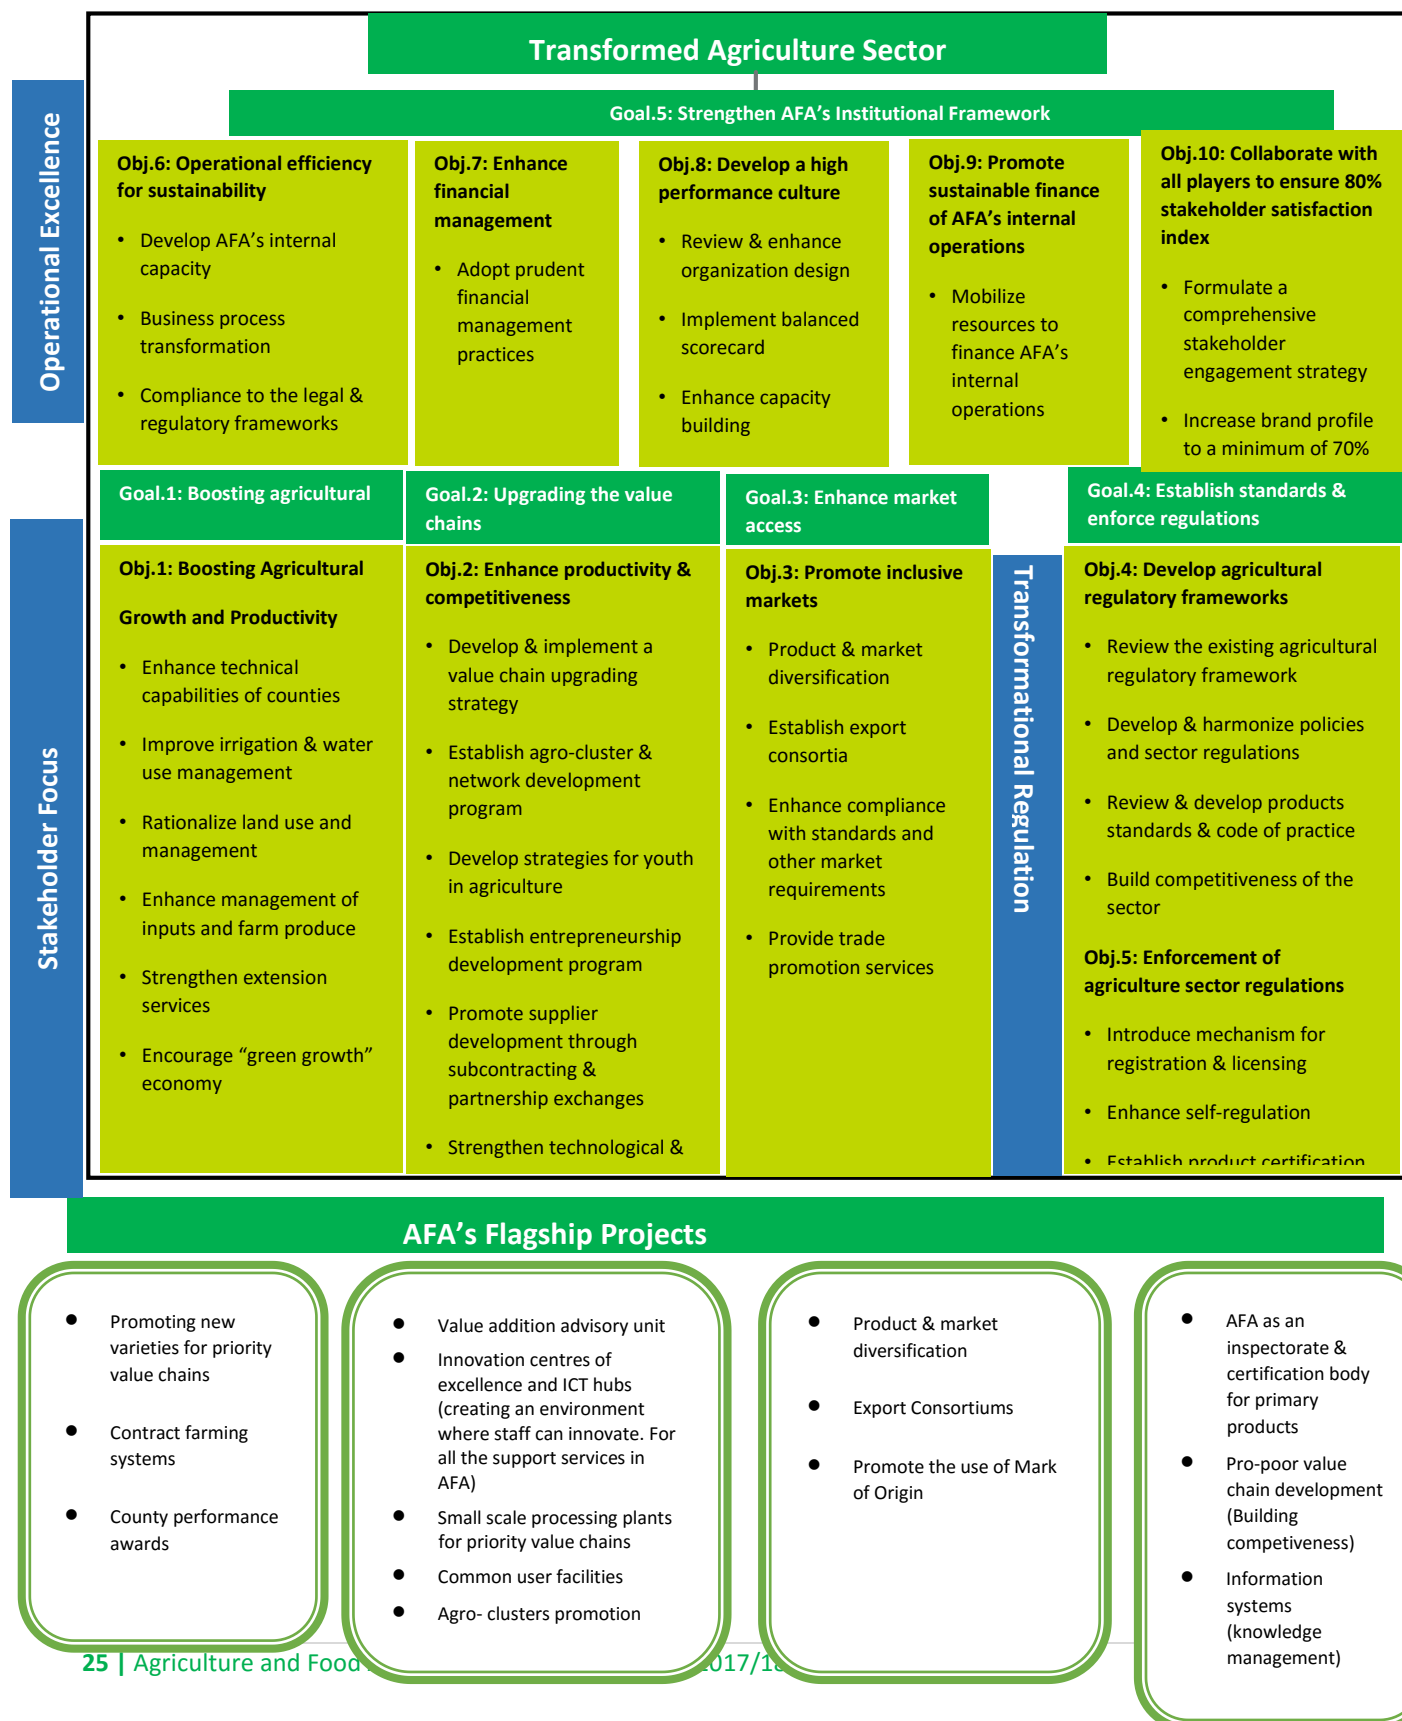 Transformed Agriculture Sector
Operational Excellence
Goal.5: Strengthen AFA’s Institutional Framework
Obj.6: Operational efficiency
for sustainability
• Develop AFA’s internal
capacity
• Business process
transformation
• Compliance to the legal &
regulatory frameworks
Obj.7: Enhance
financial
management
• Adopt prudent
financial
management
practices
Obj.8: Develop a high
performance culture
• Review & enhance
organization design
• Implement balanced
scorecard
• Enhance capacity
building
Obj.9: Promote
sustainable finance
of AFA’s internal
operations
• Mobilize
resources to
finance AFA’s
internal
operations
Obj.10: Collaborate with
all players to ensure 80%
stakeholder satisfaction
index
• Formulate a
comprehensive
stakeholder
engagement strategy
• Increase brand profile
to a minimum of 70%
Stakeholder Focus
Goal.1: Boosting agricultural
Obj.1: Boosting Agricultural
Growth and Productivity
• Enhance technical
capabilities of counties
• Improve irrigation & water
use management
• Rationalize land use and
management
• Enhance management of
inputs and farm produce
• Strengthen extension
services
• Encourage “green growth”
economy
Goal.2: Upgrading the value
chains
Obj.2: Enhance productivity &
competitiveness
• Develop & implement a
value chain upgrading
strategy
• Establish agro-cluster &
network development
program
• Develop strategies for youth
in agriculture
• Establish entrepreneurship
development program
• Promote supplier
development through
subcontracting &
partnership exchanges
• Strengthen technological &
Goal.3: Enhance market
access
Obj.3: Promote inclusive
markets
• Product & market
diversification
• Establish export
consortia
• Enhance compliance
with standards and
other market
requirements
• Provide trade
promotion services
Transformational Regulation
Goal.4: Establish standards &
enforce regulations
Obj.4: Develop agricultural
regulatory frameworks
• Review the existing agricultural
regulatory framework
• Develop & harmonize policies
and sector regulations
• Review & develop products
standards & code of practice
• Build competitiveness of the
sector
Obj.5: Enforcement of
agriculture sector regulations
• Introduce mechanism for
registration & licensing
• Enhance self-regulation
• Establish product certification
AFA’s Flagship Projects
● Promoting new
varieties for priority
value chains
● Contract farming
systems
● County performance
awards
● Value addition advisory unit
● Innovation centres of
excellence and ICT hubs
(creating an environment
where staff can innovate. For
all the support services in
AFA)
● Small scale processing plants
for priority value chains
● Common user facilities
● Agro- clusters promotion
● Product & market
diversification
● Export Consortiums
● Promote the use of Mark
of Origin
● AFA as an
inspectorate &
certification body
for primary
products
● Pro-poor value
chain development
(Building
competiveness)
● Information
systems
(knowledge
management)
25 | Agriculture and Food